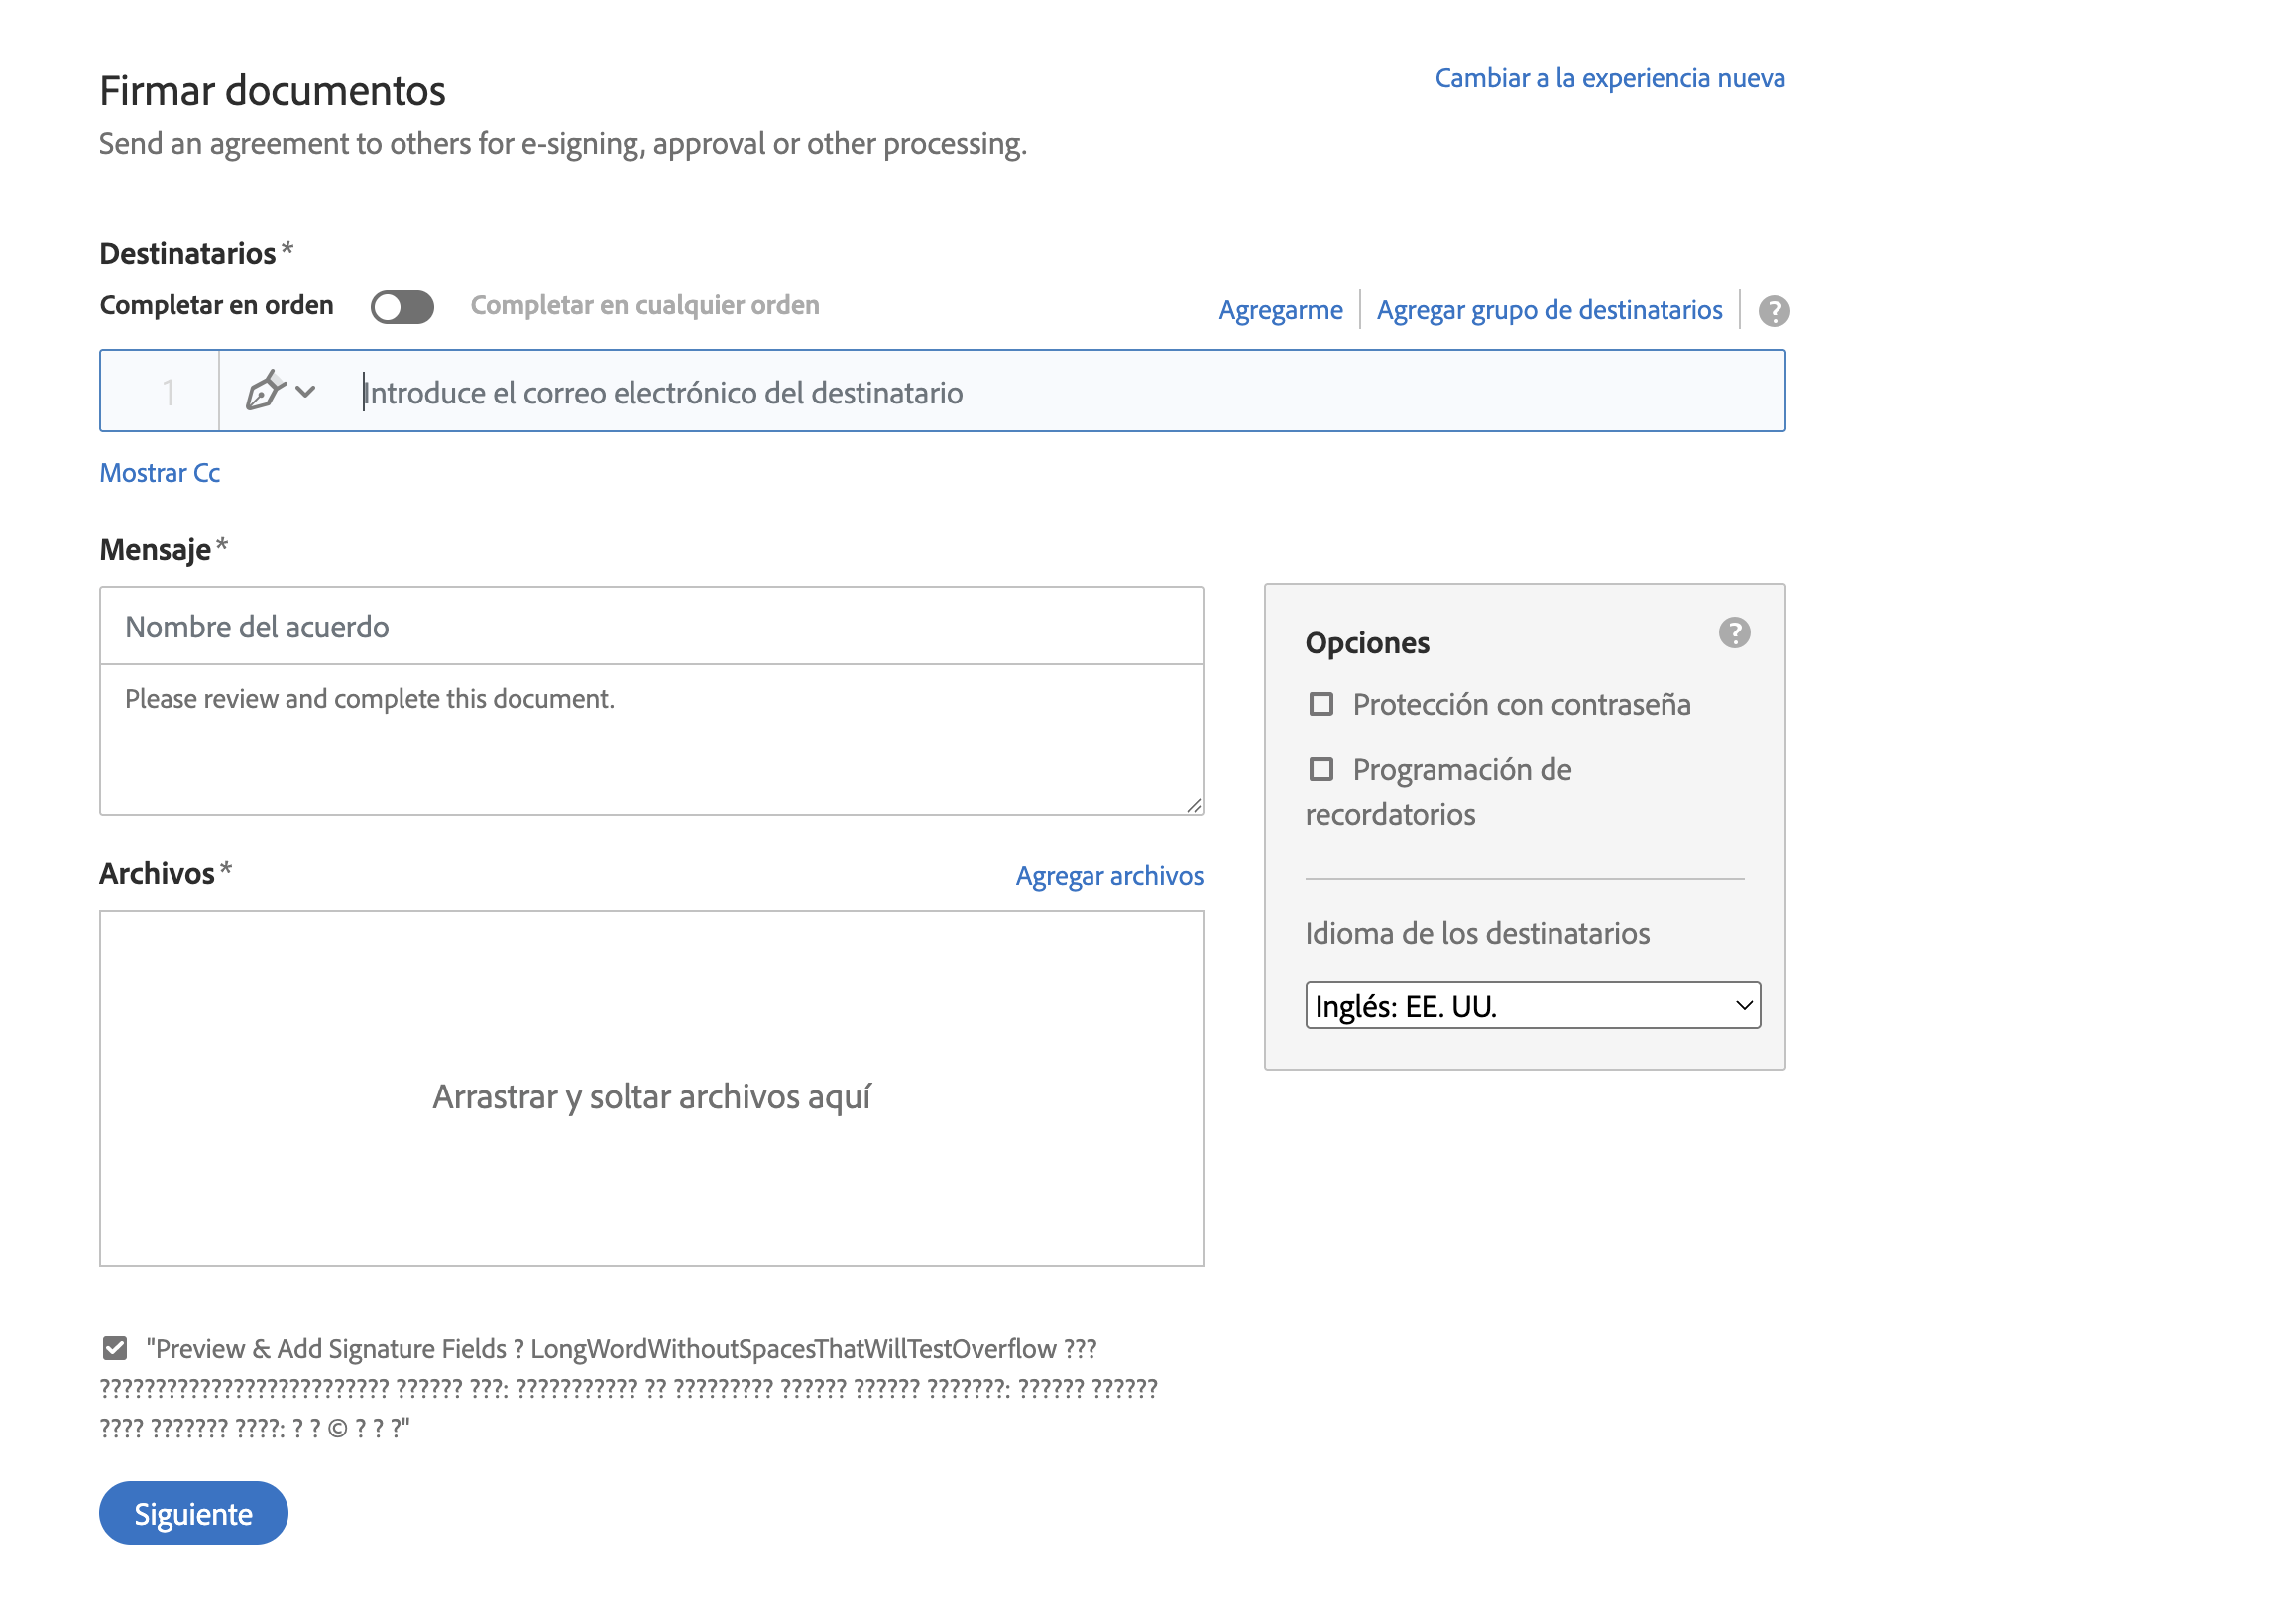 Firmar documentos
Cambiar a la experiencia nueva
Send an agreement to others for e-signing, approval or other processing.
Destinatarios*
Completar en orden
Completar en cualquier orden
Agregarme
Agregar grupo de destinatarios
?
1
Introduce el correo electrónico del destinatario
Mostrar Cc
Mensaje*
Nombre del acuerdo
Please review and complete this document.
Opciones
?
Protección con contraseña
Programación de
recordatorios
Idioma de los destinatarios
Inglés: EE. UU.
Archivos*
Agregar archivos
Arrastrar y soltar archivos aquí
"Preview & Add Signature Fields ? LongWordWithoutSpacesThatWillTestOverflow ???
?????????????????????????? ?????? ???: ??????????? ?? ????????? ?????? ?????? ???????: ?????? ??????
???? ??????? ????: ? ? © ? ? ?"
Siguiente